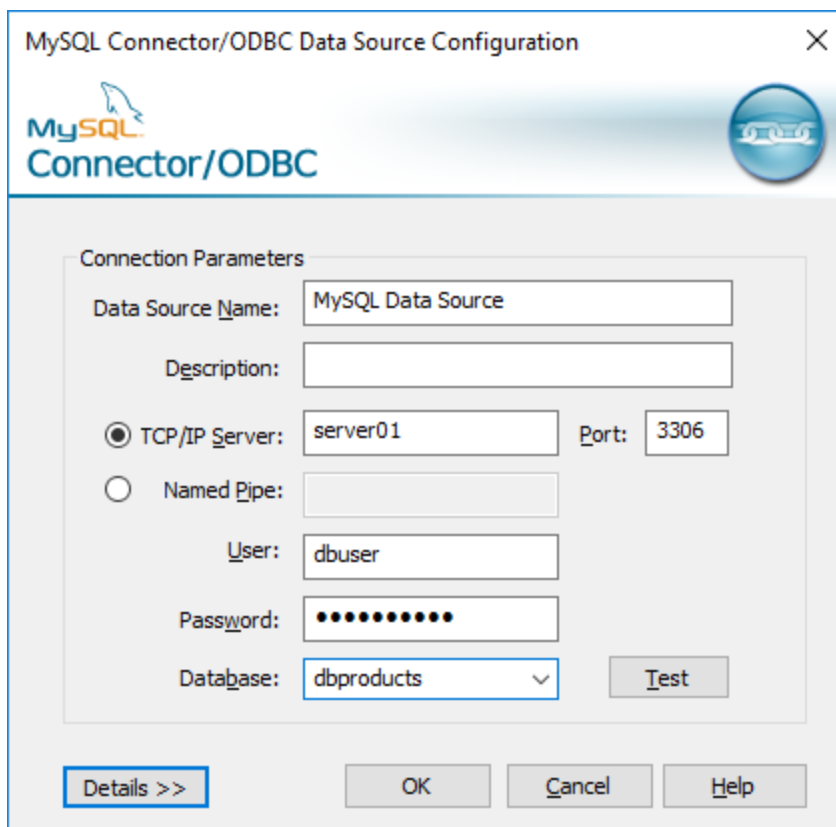 MySQL Connector/ODBC Data Source Configuration
MySQL
Connector/ODBC
Connection Parameters
Data Source Name: MySQL Data Source
Description:
TCP/IP Server: server01 Port: 3306
Named Pipe:
User: dbuser
Password: ••••••••••
Database: dbproducts Test
Details >> OK Cancel Help